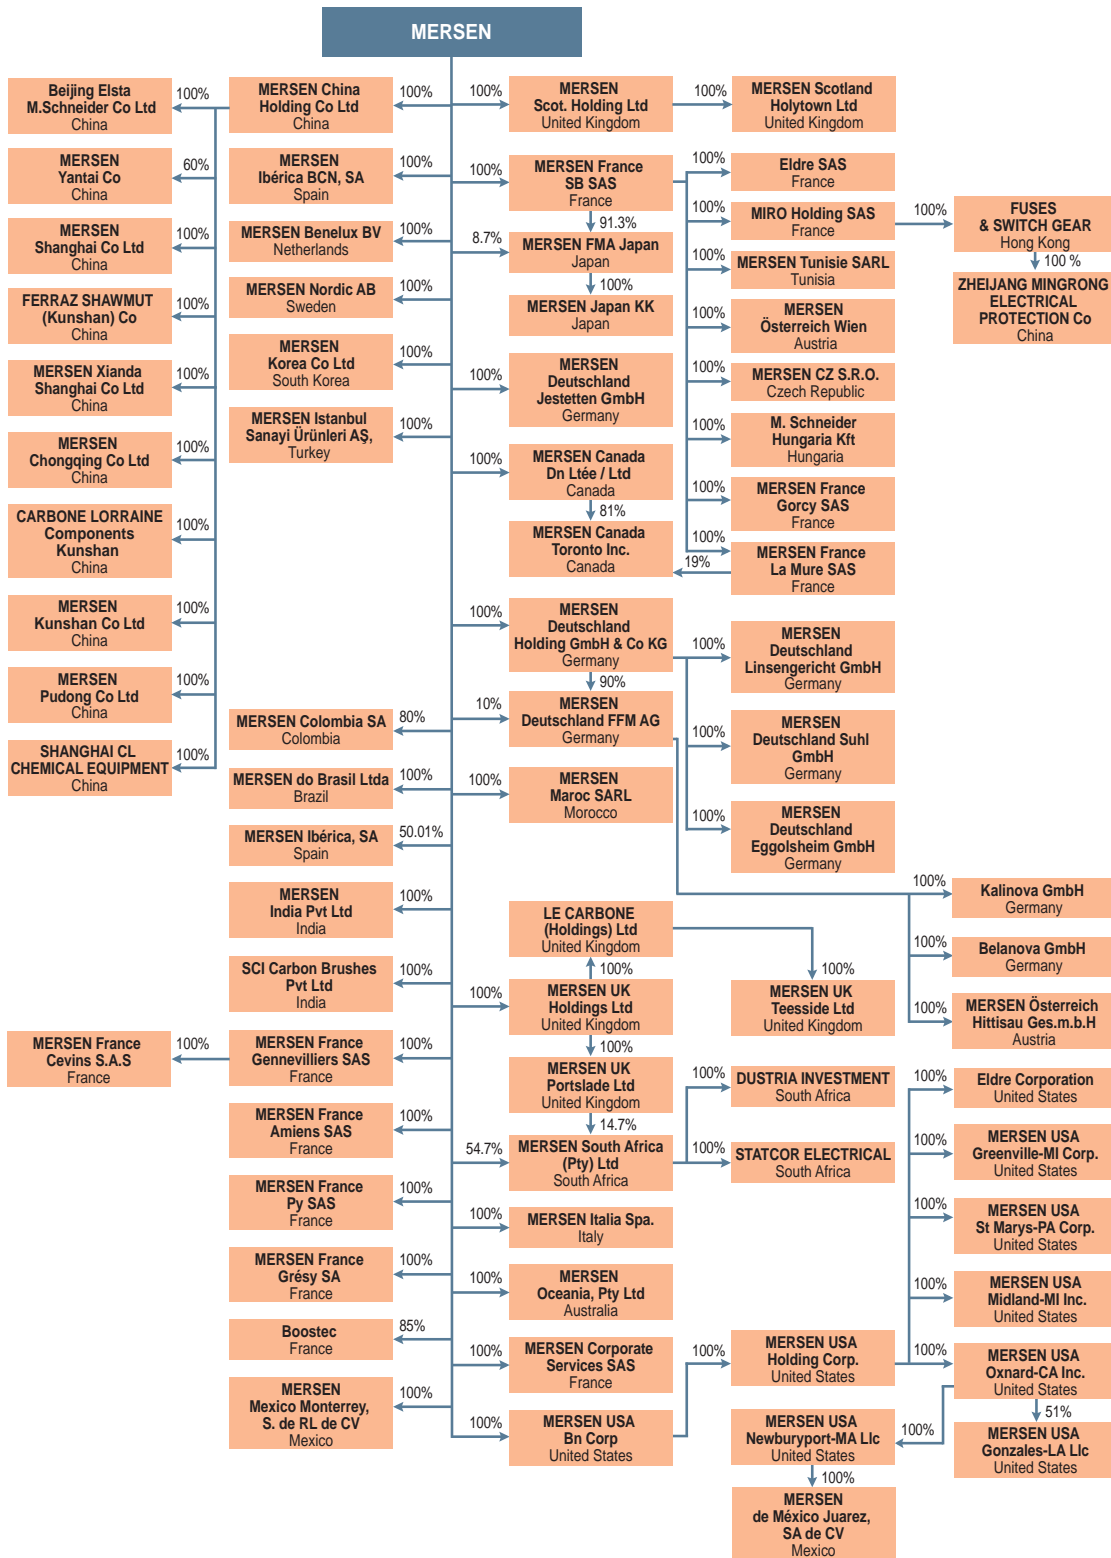 MERSEN
Beijing Elsta
M.Schneider Co Ltd
China
100%
MERSEN China
Holding Co Ltd
China
100%
100%
MERSEN
Scot. Holding Ltd
United Kingdom
100%
MERSEN Scotland
Holytown Ltd
United Kingdom
MERSEN
Yantai Co
China
60%
MERSEN
Ibérica BCN, SA
Spain
100%
100%
MERSEN France
SB SAS
France
100%
Eldre SAS
France
91.3%
100%
MIRO Holding SAS
France
100%
FUSES
& SWITCH GEAR
Hong Kong
MERSEN
Shanghai Co Ltd
China
100%
MERSEN Benelux BV
Netherlands
100%
8.7%
MERSEN FMA Japan
Japan
100%
MERSEN Tunisie SARL
Tunisia
100 %
ZHEIJANG MINGRONG
ELECTRICAL
PROTECTION Co
China
FERRAZ SHAWMUT
(Kunshan) Co
China
100%
MERSEN Nordic AB
Sweden
100%
100%
MERSEN Japan KK
Japan
100%
MERSEN
Österreich Wien
Austria
MERSEN Xianda
Shanghai Co Ltd
China
100%
MERSEN
Korea Co Ltd
South Korea
100%
100%
MERSEN
Deutschland
Jestetten GmbH
Germany
100%
MERSEN CZ S.R.O.
Czech Republic
MERSEN
Chongqing Co Ltd
China
100%
MERSEN Istanbul
Sanayi Ürünleri AŞ,
Turkey
100%
100%
MERSEN Canada
Dn Ltée / Ltd
Canada
100%
M. Schneider
Hungaria Kft
Hungaria
81%
100%
MERSEN France
Gorcy SAS
France
CARBONE LORRAINE
Components
Kunshan
China
100%
MERSEN Canada
Toronto Inc.
Canada
19%
100%
MERSEN France
La Mure SAS
France
MERSEN
Kunshan Co Ltd
China
100%
100%
MERSEN
Deutschland
Holding GmbH & Co KG
Germany
100%
MERSEN
Deutschland
Linsengericht GmbH
Germany
90%
MERSEN
Pudong Co Ltd
China
100%
MERSEN Colombia SA
Colombia
80%
10%
MERSEN
Deutschland FFM AG
Germany
100%
MERSEN
Deutschland Suhl
GmbH
Germany
SHANGHAI CL
CHEMICAL EQUIPMENT
China
100%
MERSEN do Brasil Ltda
Brazil
100%
100%
MERSEN
Maroc SARL
Morocco
100%
MERSEN
Deutschland
Eggolsheim GmbH
Germany
MERSEN Ibérica, SA
Spain
50.01%
MERSEN
India Pvt Ltd
India
100%
LE CARBONE
(Holdings) Ltd
United Kingdom
100%
Kalinova GmbH
Germany
100%
Belanova GmbH
Germany
SCI Carbon Brushes
Pvt Ltd
India
100%
100%
100%
MERSEN UK
Holdings Ltd
United Kingdom
100%
MERSEN UK
Teesside Ltd
United Kingdom
100%
MERSEN Österreich
Hittisau Ges.m.b.H
Austria
MERSEN France
Cevins S.A.S
France
100%
MERSEN France
Gennevilliers SAS
France
100%
100%
MERSEN UK
Portslade Ltd
United Kingdom
100%
DUSTRIA INVESTMENT
South Africa
100%
Eldre Corporation
United States
MERSEN France
Amiens SAS
France
100%
14.7%
54.7%
MERSEN South Africa
(Pty) Ltd
South Africa
100%
STATCOR ELECTRICAL
South Africa
100%
MERSEN USA
Greenville-MI Corp.
United States
MERSEN France
Py SAS
France
100%
100%
MERSEN Italia Spa.
Italy
100%
MERSEN USA
St Marys-PA Corp.
United States
MERSEN France
Grésy SA
France
100%
100%
MERSEN
Oceania, Pty Ltd
Australia
100%
MERSEN USA
Midland-MI Inc.
United States
Boostec
France
85%
100%
MERSEN Corporate
Services SAS
France
100%
MERSEN USA
Holding Corp.
United States
100%
MERSEN USA
Oxnard-CA Inc.
United States
MERSEN
Mexico Monterrey,
S. de RL de CV
Mexico
100%
100%
MERSEN USA
Bn Corp
United States
MERSEN USA
Newburyport-MA Llc
United States
100%
51%
MERSEN USA
Gonzales-LA Llc
United States
100%
MERSEN
de México Juarez,
SA de CV
Mexico